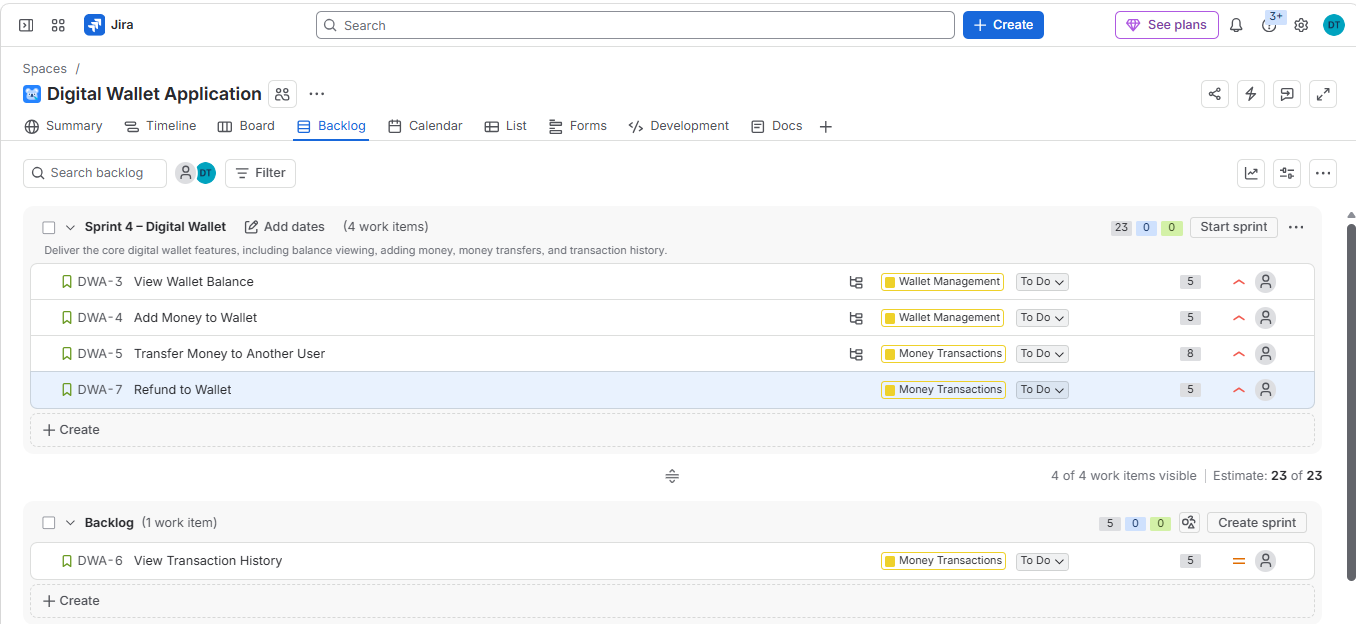 Jira
Search
Create
See plans
3+
DT
Spaces /
Digital Wallet Application
Summary
Timeline
Board
Backlog
Calendar
List
Forms
Development
Docs
Search backlog
DT
Filter
Sprint 4 – Digital Wallet Add dates (4 work items) 23 0 0 Start sprint
Deliver the core digital wallet features, including balance viewing, adding money, money transfers, and transaction history.
DWA-3 View Wallet Balance Wallet Management To Do 5
DWA-4 Add Money to Wallet Wallet Management To Do 5
DWA-5 Transfer Money to Another User Money Transactions To Do 8
DWA-7 Refund to Wallet Money Transactions To Do 5
Create
4 of 4 work items visible Estimate: 23 of 23
Backlog (1 work item) 5 0 0 Create sprint
DWA-6 View Transaction History Money Transactions To Do 5
Create